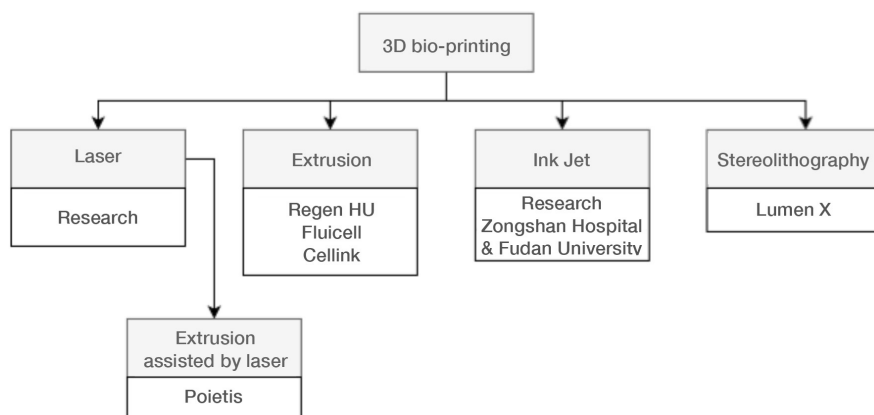 3D bio-printing
Laser
Research
Extrusion
Regen HU
Fluicell
Cellink
Ink Jet
Research
Zongshan Hospital
& Fudan University
Stereolithography
Lumen X
Extrusion
assisted by laser
Poietis